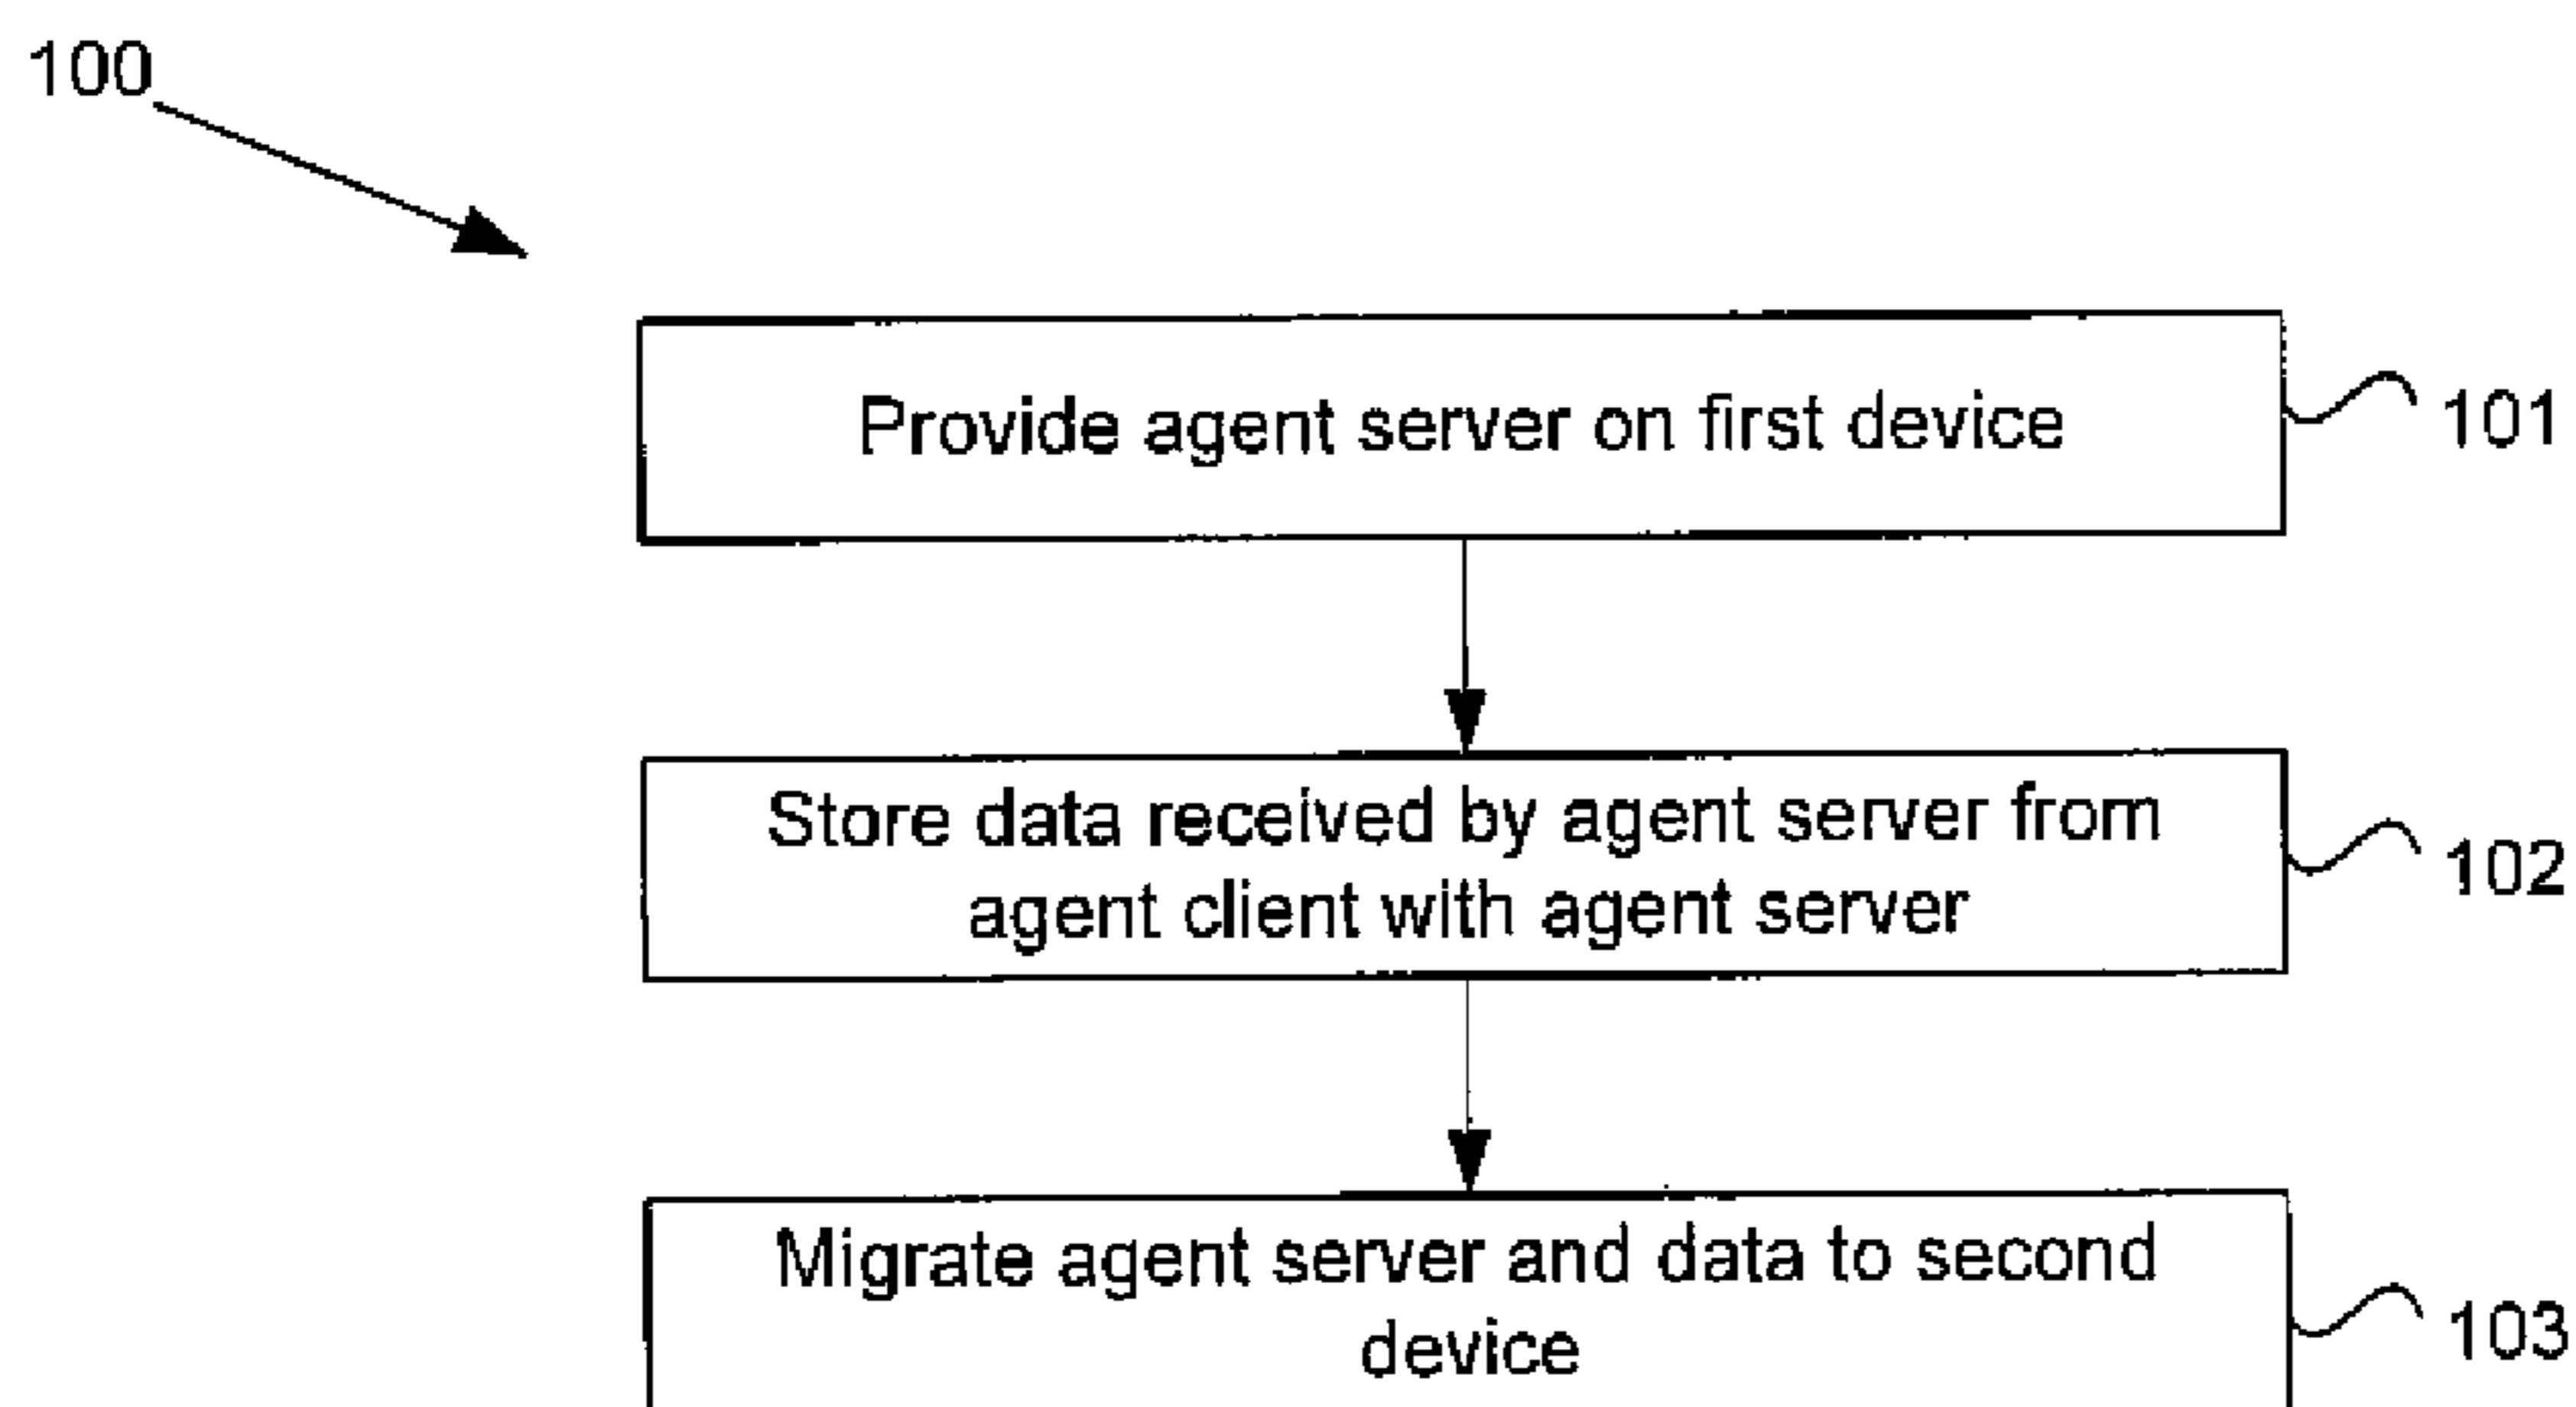 100
Provide agent server on first device
101
Store data received by agent server from
agent client with agent server
102
Migrate agent server and data to second
device
103